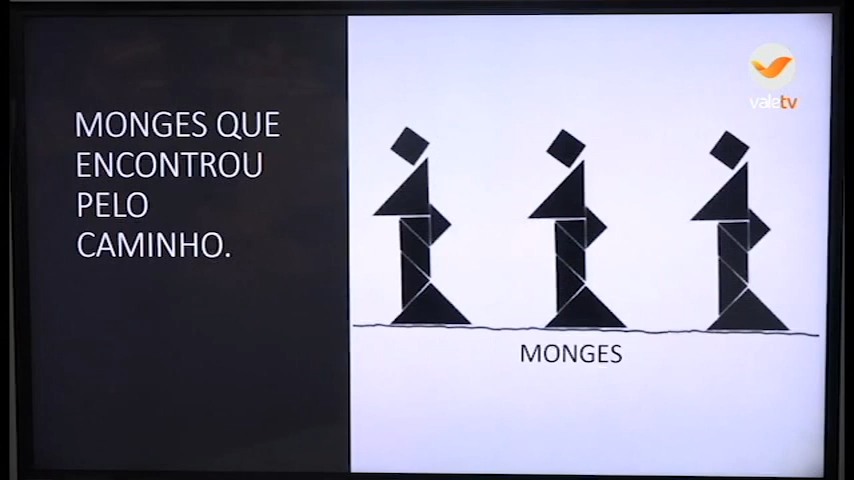 MONGES QUE
ENCONTROU
PELO
CAMINHO.
valetv
MONGES